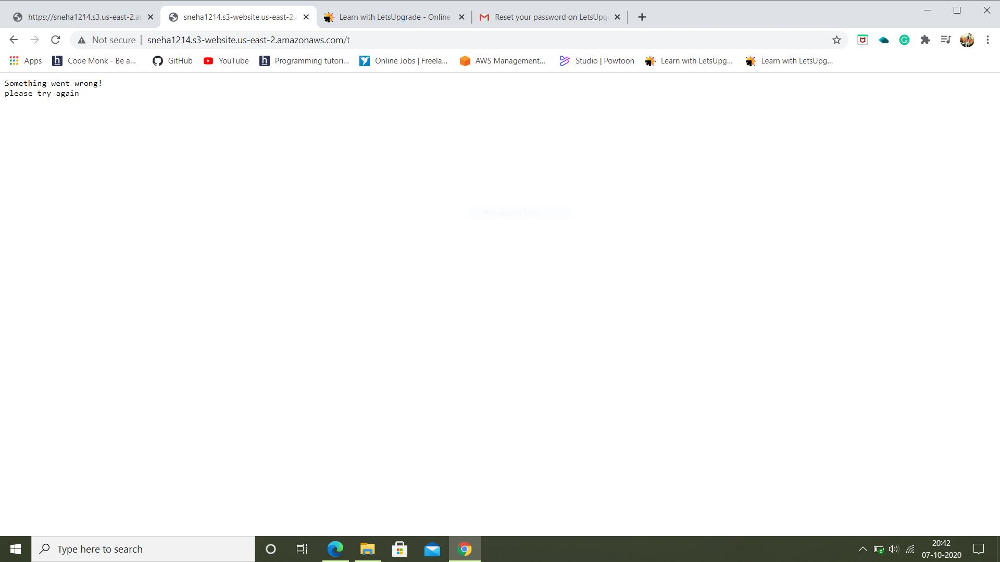 https://sneha1214.s3.us-east-2.a
sneha1214.s3-website.us-east-2.
Learn with LetsUpgrade - Online
Reset your password on LetsUpg
Not secure
sneha1214.s3-website.us-east-2.amazonaws.com/t
Apps
Code Monk - Be a...
GitHub
YouTube
Programming tutori...
Online Jobs | Freela...
AWS Management...
Studio | Powtoon
Learn with LetsUpg...
Learn with LetsUpg...
Something went wrong!
please try again
Full-screen Snip
Type here to search
20:42
07-10-2020